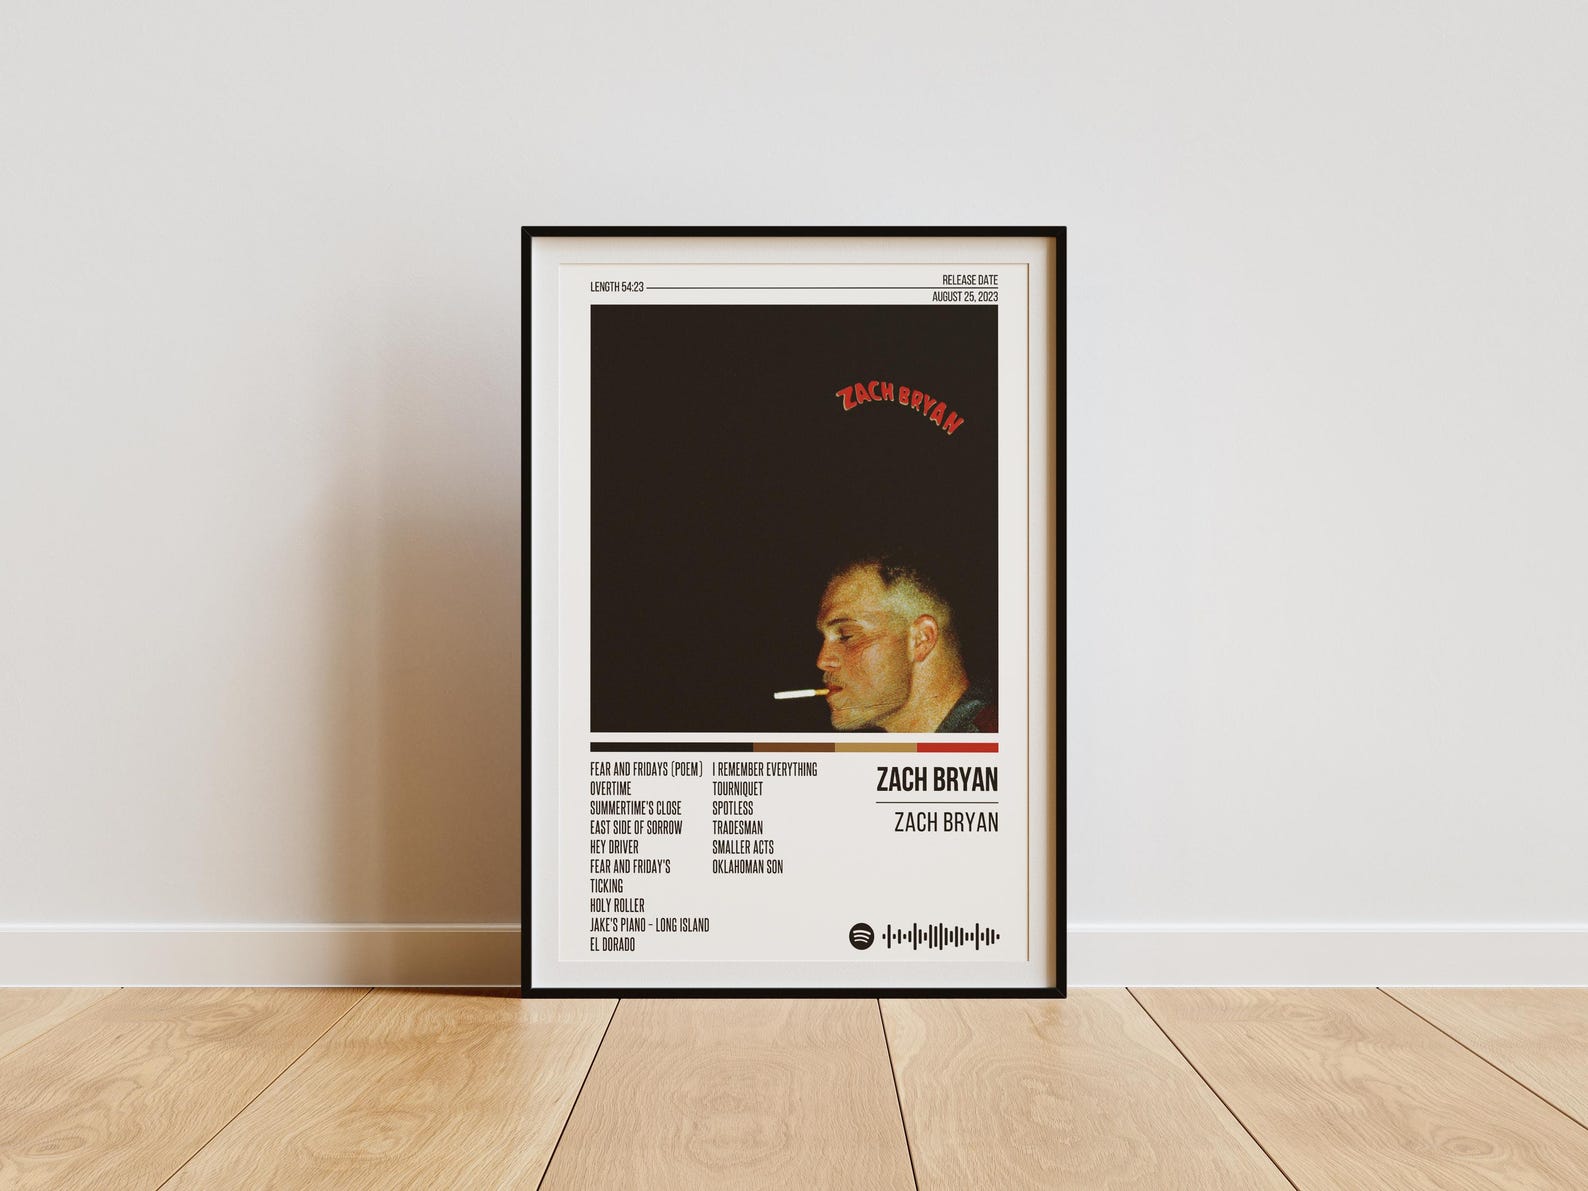 LENGTH 54:23
RELEASE DATE
AUGUST 25, 2023
ZACH BRYAN
FEAR AND FRIDAYS (POEM)
OVERTIME
SUMMERTIME'S CLOSE
EAST SIDE OF SORROW
HEY DRIVER
FEAR AND FRIDAY'S
TICKING
HOLY ROLLER
JAKE'S PIANO - LONG ISLAND
EL DORADO
I REMEMBER EVERYTHING
TOURNIQUET
SPOTLESS
TRADESMAN
SMALLER ACTS
OKLAHOMAN SON
ZACH BRYAN
ZACH BRYAN